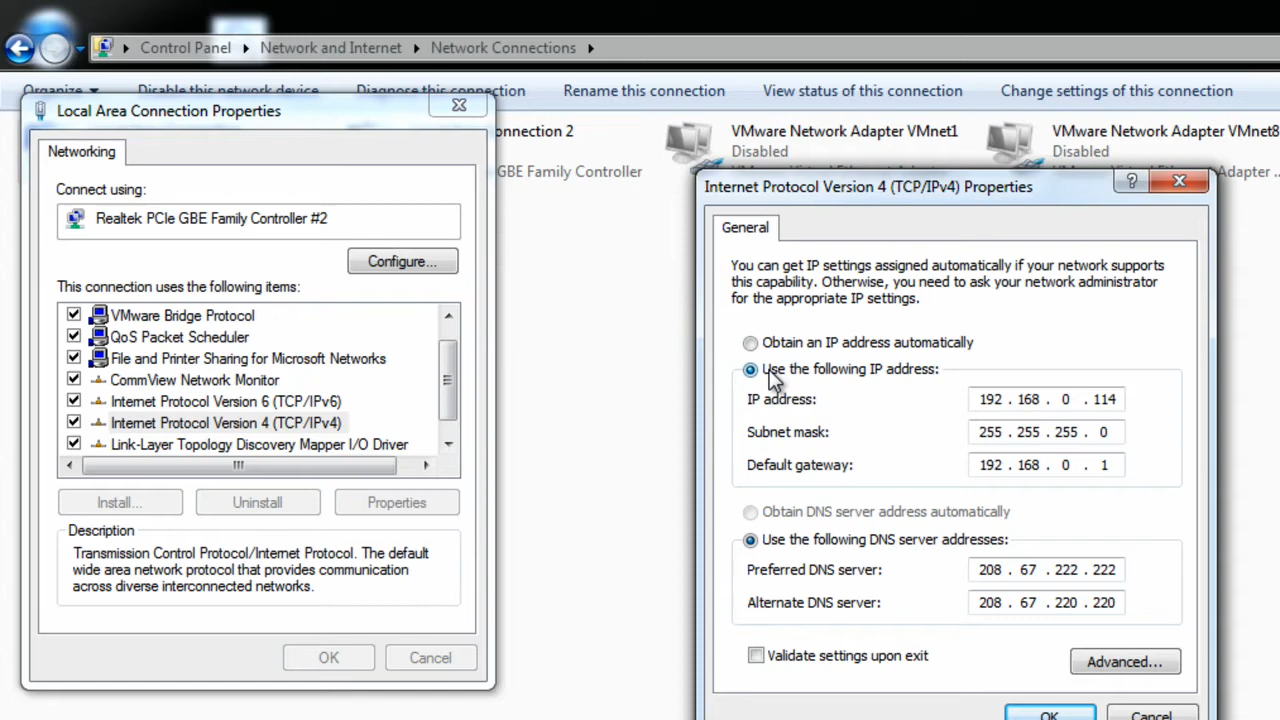 Control Panel Network and Internet Network Connections
Organize Disable this network device Diagnose this connection Rename this connection View status of this connection Change settings of this connection
Local Area Connection Properties
Networking
Connect using:
Realtek PCIe GBE Family Controller #2
Configure...
This connection uses the following items:
VMware Bridge Protocol
QoS Packet Scheduler
File and Printer Sharing for Microsoft Networks
CommView Network Monitor
Internet Protocol Version 6 (TCP/IPv6)
Internet Protocol Version 4 (TCP/IPv4)
Link-Layer Topology Discovery Mapper I/O Driver
Install... Uninstall Properties
Description
Transmission Control Protocol/Internet Protocol. The default
wide area network protocol that provides communication
across diverse interconnected networks.
OK Cancel
onnection 2
GBE Family Controller
VMware Network Adapter VMnet1
Disabled
VMware Network Adapter VMnet8
Disabled
Adapter ...
Internet Protocol Version 4 (TCP/IPv4) Properties
General
You can get IP settings assigned automatically if your network supports
this capability. Otherwise, you need to ask your network administrator
for the appropriate IP settings.
Obtain an IP address automatically
Use the following IP address:
IP address: 192 . 168 . 0 . 114
Subnet mask: 255 . 255 . 255 . 0
Default gateway: 192 . 168 . 0 . 1
Obtain DNS server address automatically
Use the following DNS server addresses:
Preferred DNS server: 208 . 67 . 222 . 222
Alternate DNS server: 208 . 67 . 220 . 220
Validate settings upon exit
Advanced...
OK Cancel